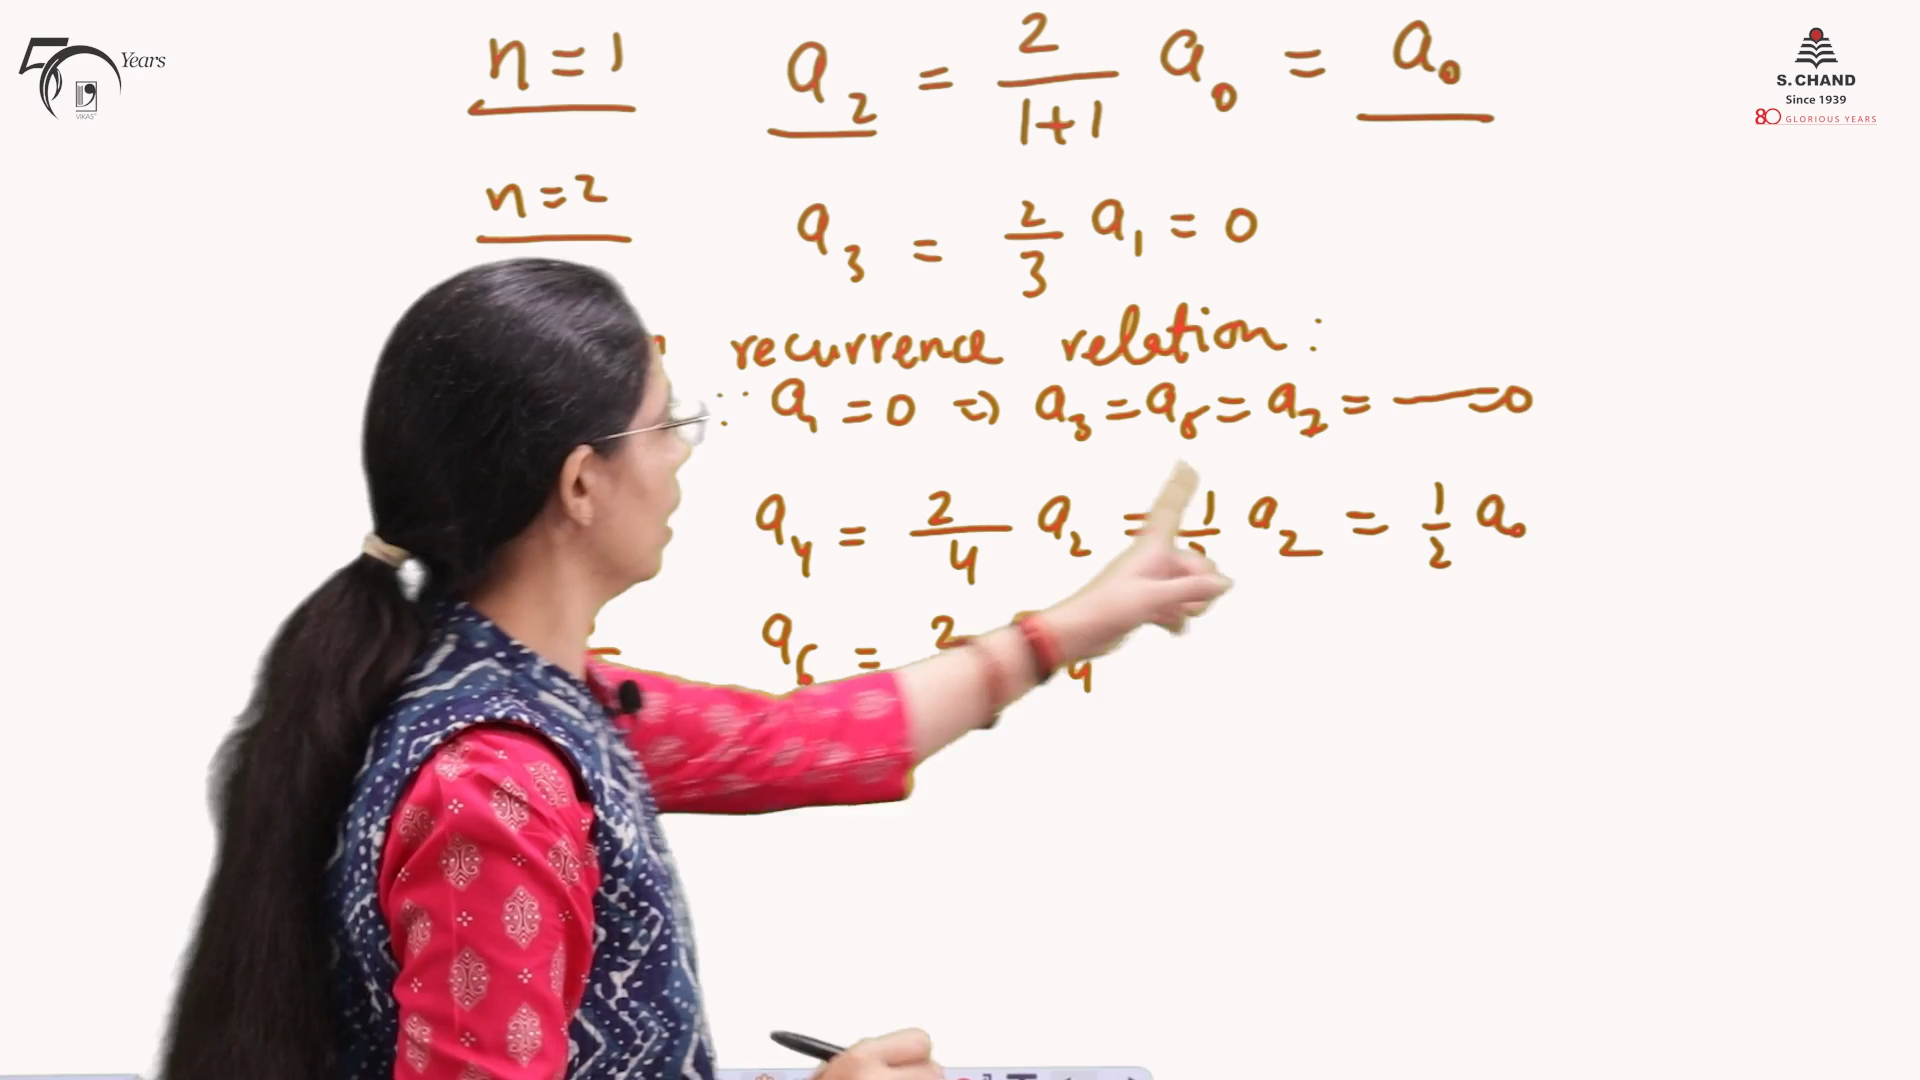 50 Years
VIKAS
S. CHAND
Since 1939
80 GLORIOUS YEARS
n = 1 a₂ = 2/(1+1) a₀ = a₀
n = 2 a₃ = 2/3 a₁ = 0
recurrence relation :
∵ a₁ = 0 ⇒ a₃ = a₅ = a₇ = — = 0
a₄ = 2/4 a₂ = 1/2 a₂ = 1/2 a₀
a₆ = 2